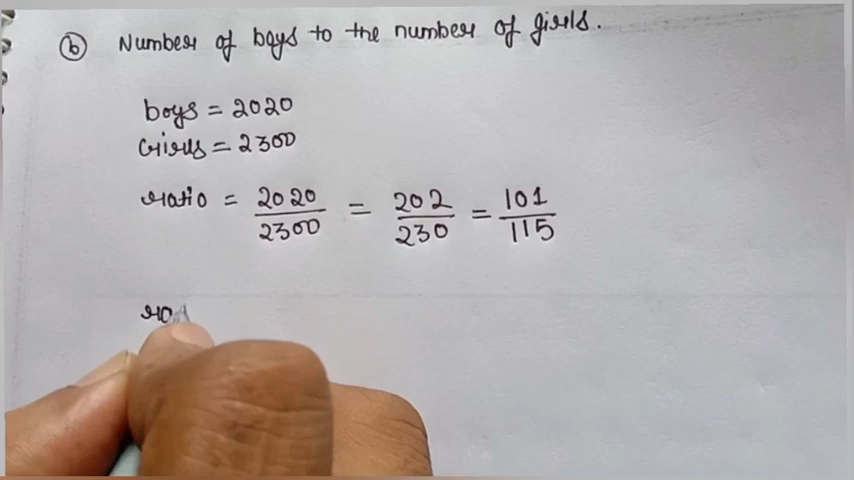 (b) Number of boys to the number of girls.
boys = 2020
Girls = 2300
ratio = 2020/2300 = 202/230 = 101/115